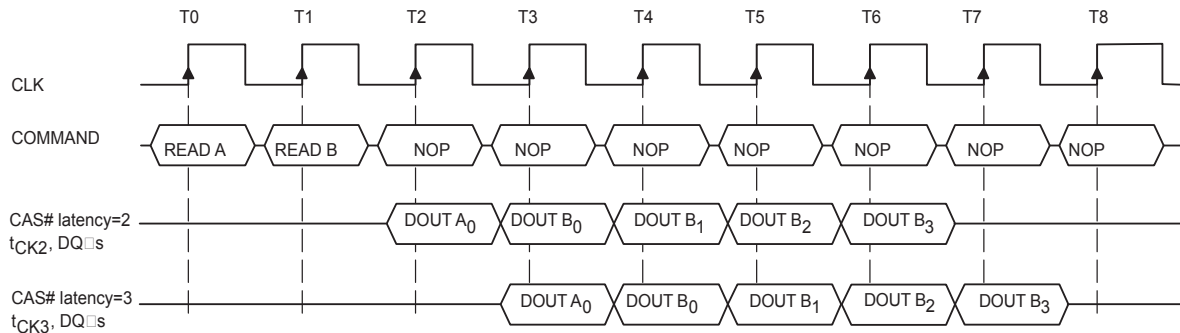 T0 T1 T2 T3 T4 T5 T6 T7 T8
CLK
COMMAND
READ A READ B NOP NOP NOP NOP NOP NOP NOP
CAS# latency=2
tCK2, DQ□s
DOUT A0 DOUT B0 DOUT B1 DOUT B2 DOUT B3
CAS# latency=3
tCK3, DQ□s
DOUT A0 DOUT B0 DOUT B1 DOUT B2 DOUT B3